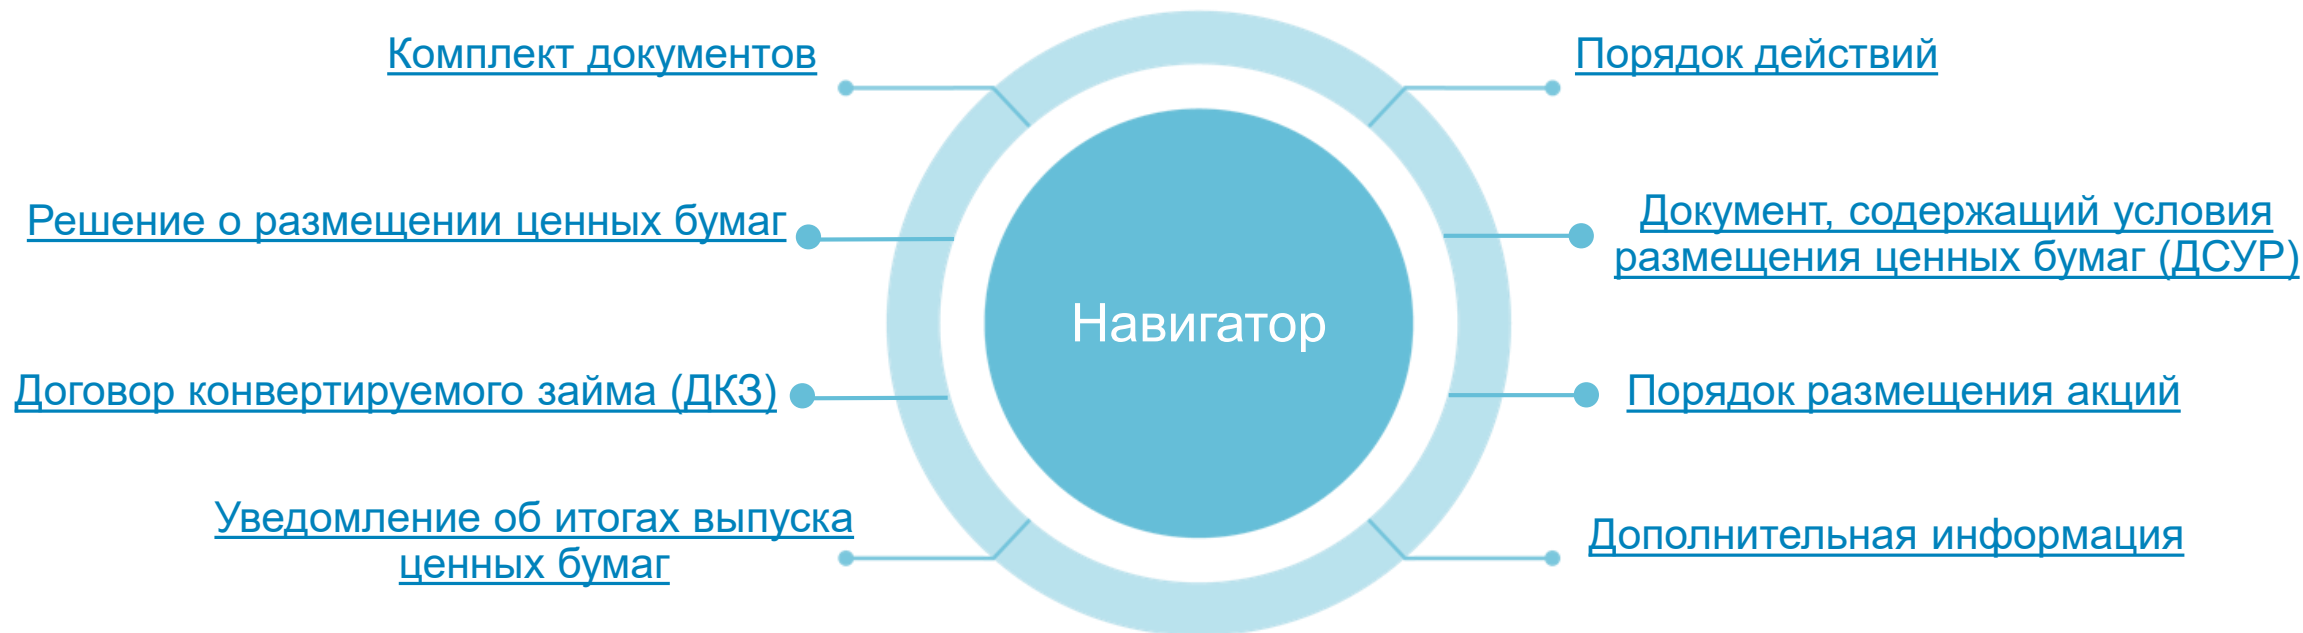 Комплект документов
Порядок действий
Решение о размещении ценных бумаг
Документ, содержащий условия
размещения ценных бумаг (ДСУР)
Навигатор
Договор конвертируемого займа (ДКЗ)
Порядок размещения акций
Уведомление об итогах выпуска
ценных бумаг
Дополнительная информация